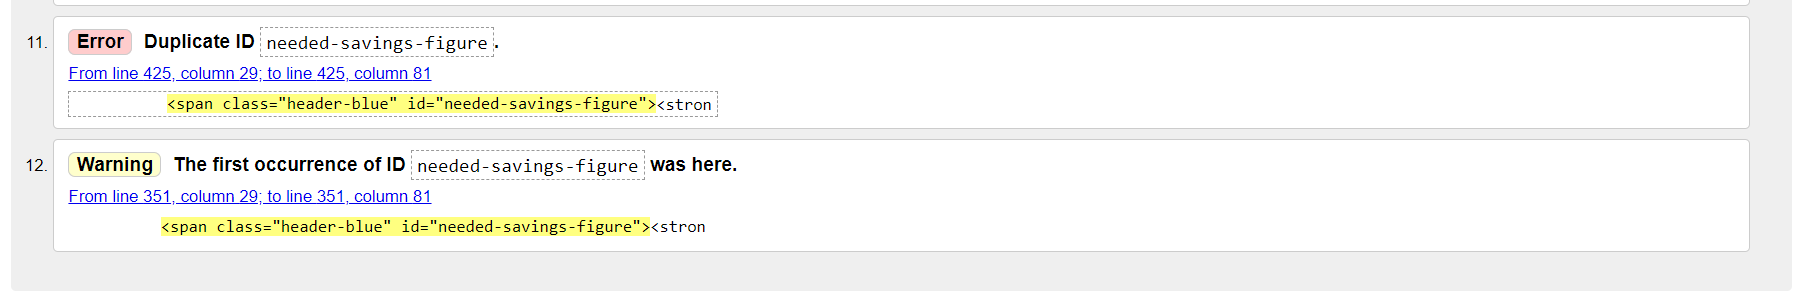 11. Error Duplicate ID needed-savings-figure.
From line 425, column 29; to line 425, column 81
<span class="header-blue" id="needed-savings-figure"><stron
12. Warning The first occurrence of ID needed-savings-figure was here.
From line 351, column 29; to line 351, column 81
<span class="header-blue" id="needed-savings-figure"><stron